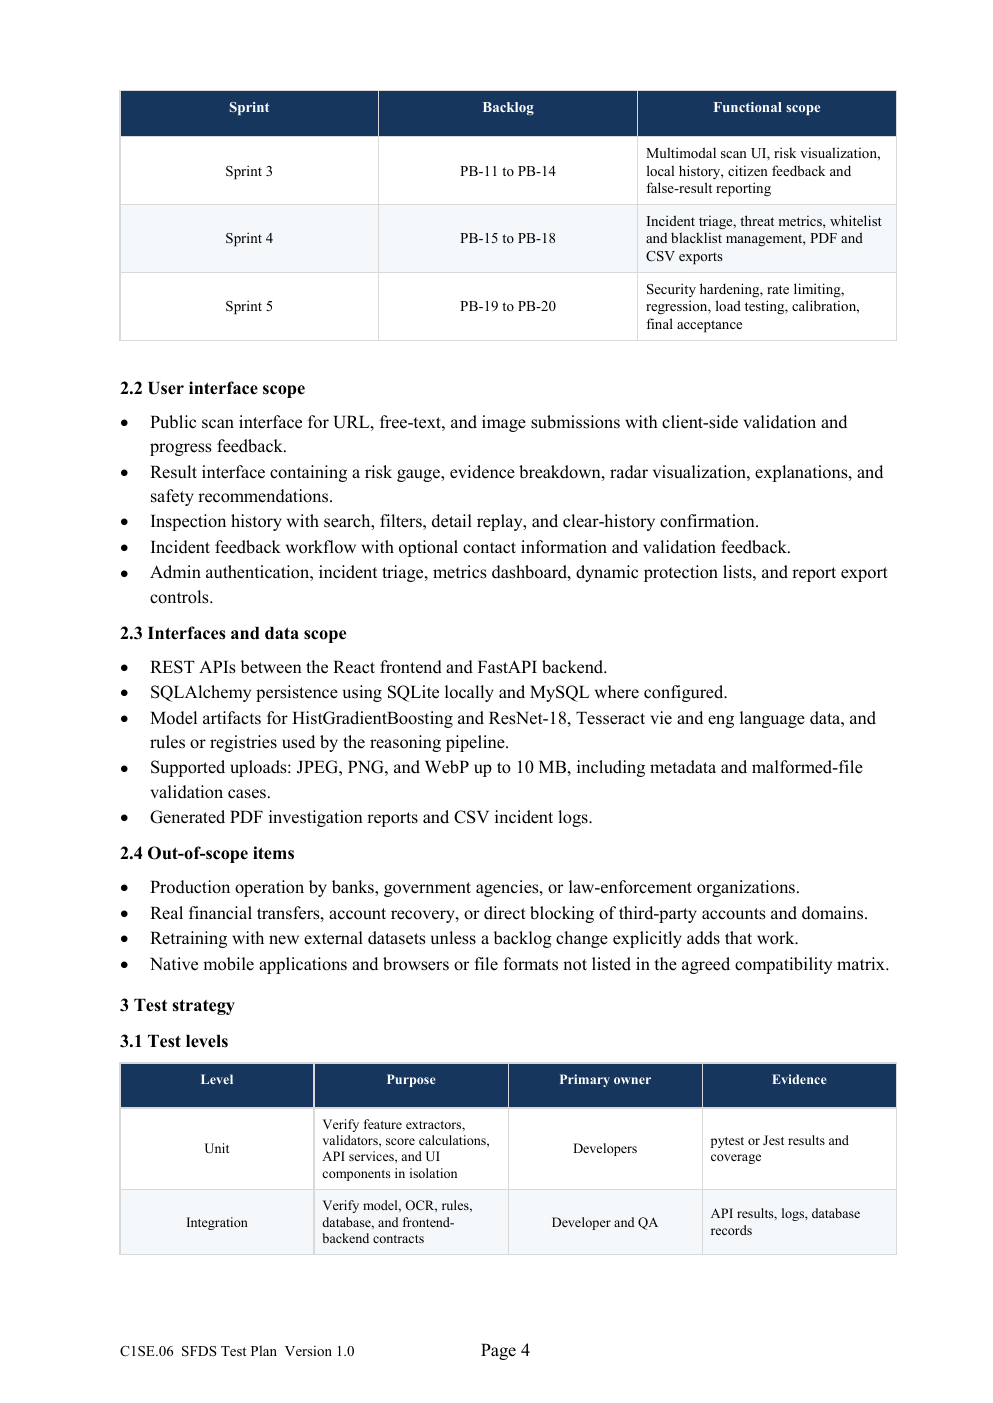 Sprint Backlog Functional scope
Sprint 3 PB-11 to PB-14 Multimodal scan UI, risk visualization,
local history, citizen feedback and
false-result reporting
Sprint 4 PB-15 to PB-18 Incident triage, threat metrics, whitelist
and blacklist management, PDF and
CSV exports
Sprint 5 PB-19 to PB-20 Security hardening, rate limiting,
regression, load testing, calibration,
final acceptance
2.2 User interface scope
• Public scan interface for URL, free-text, and image submissions with client-side validation and
progress feedback.
• Result interface containing a risk gauge, evidence breakdown, radar visualization, explanations, and
safety recommendations.
• Inspection history with search, filters, detail replay, and clear-history confirmation.
• Incident feedback workflow with optional contact information and validation feedback.
• Admin authentication, incident triage, metrics dashboard, dynamic protection lists, and report export
controls.
2.3 Interfaces and data scope
• REST APIs between the React frontend and FastAPI backend.
• SQLAlchemy persistence using SQLite locally and MySQL where configured.
• Model artifacts for HistGradientBoosting and ResNet-18, Tesseract vie and eng language data, and
rules or registries used by the reasoning pipeline.
• Supported uploads: JPEG, PNG, and WebP up to 10 MB, including metadata and malformed-file
validation cases.
• Generated PDF investigation reports and CSV incident logs.
2.4 Out-of-scope items
• Production operation by banks, government agencies, or law-enforcement organizations.
• Real financial transfers, account recovery, or direct blocking of third-party accounts and domains.
• Retraining with new external datasets unless a backlog change explicitly adds that work.
• Native mobile applications and browsers or file formats not listed in the agreed compatibility matrix.
3 Test strategy
3.1 Test levels
Level Purpose Primary owner Evidence
Unit Verify feature extractors,
validators, score calculations,
API services, and UI
components in isolation Developers pytest or Jest results and
coverage
Integration Verify model, OCR, rules,
database, and frontend-
backend contracts Developer and QA API results, logs, database
records
C1SE.06 SFDS Test Plan Version 1.0 Page 4